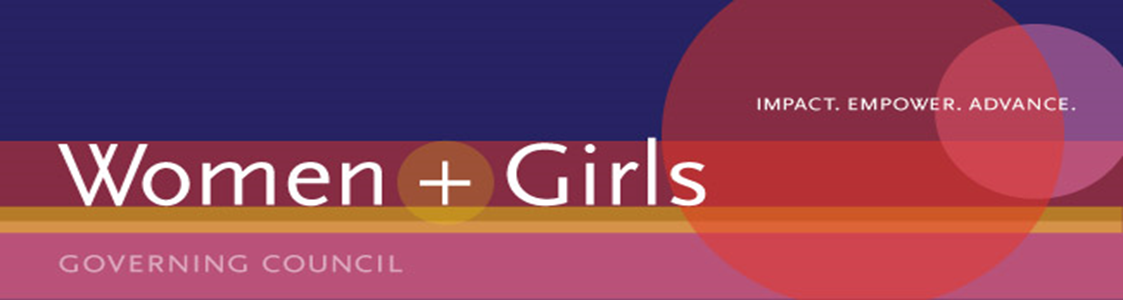 IMPACT. EMPOWER. ADVANCE.
Women + Girls
GOVERNING COUNCIL